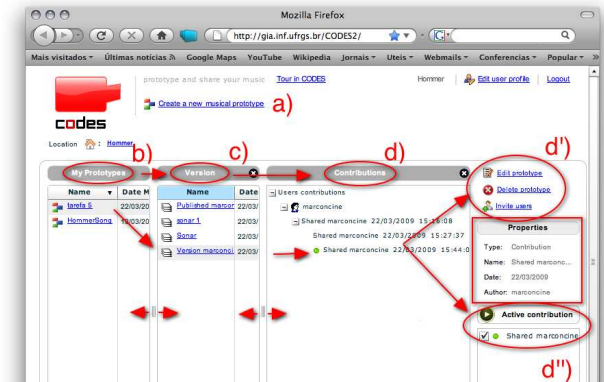 Mozilla Firefox
http://gia.inf.ufrgs.br/CODES2/
Mais visitados Últimas notícias Google Maps YouTube Wikipedia Jornais Uteis Webmails Conferencias Popular
prototype and share your music Tour in CODES Hommer Edit user profile Logout
Create a new musical prototype a)
codes
Location : Hommer
b) c) d) d')
My Prototypes Version Contributions
Edit prototype
Delete prototype
Invite users
Name Date M Name Date
tarefa 5 22/03/20
HommerSong 19/03/20
Published marcon 22/03/
sonar 1 22/03/
Sonar 22/03/
Version marconci 22/03/
Users contributions
marconcine
Shared marconcine 22/03/2009 15:16:08
Shared marconcine 22/03/2009 15:27:37
Shared marconcine 22/03/2009 15:44:0
Properties
Type: Contribution
Name: Shared marconc...
Date: 22/03/2009
Author: marconcine
Active contribution
Shared marconcine
d'')